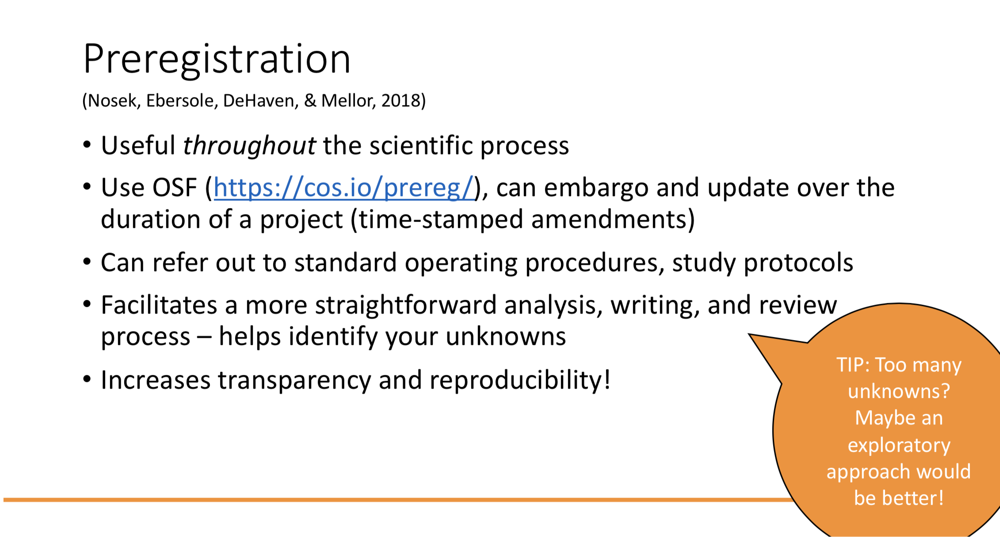 Preregistration
(Nosek, Ebersole, DeHaven, & Mellor, 2018)
• Useful throughout the scientific process
• Use OSF (https://cos.io/prereg/), can embargo and update over the
duration of a project (time-stamped amendments)
• Can refer out to standard operating procedures, study protocols
• Facilitates a more straightforward analysis, writing, and review
process – helps identify your unknowns
• Increases transparency and reproducibility!
TIP: Too many
unknowns?
Maybe an
exploratory
approach would
be better!